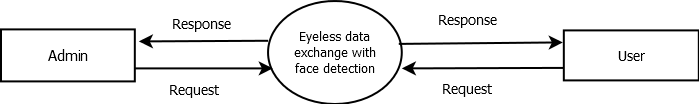 Response
Response
Eyeless data
exchange with
face detection
Admin
User
Request
Request